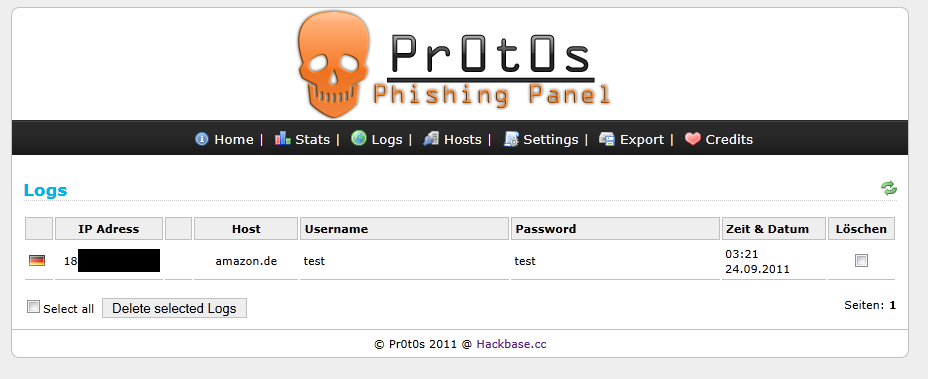 Pr0t0s
Phishing Panel
Home | Stats | Logs | Hosts | Settings | Export | Credits
Logs
IP Adress Host Username Password Zeit & Datum Löschen
18 amazon.de test test 03:21
24.09.2011
Select all Delete selected Logs Seiten: 1
© Pr0t0s 2011 @ Hackbase.cc